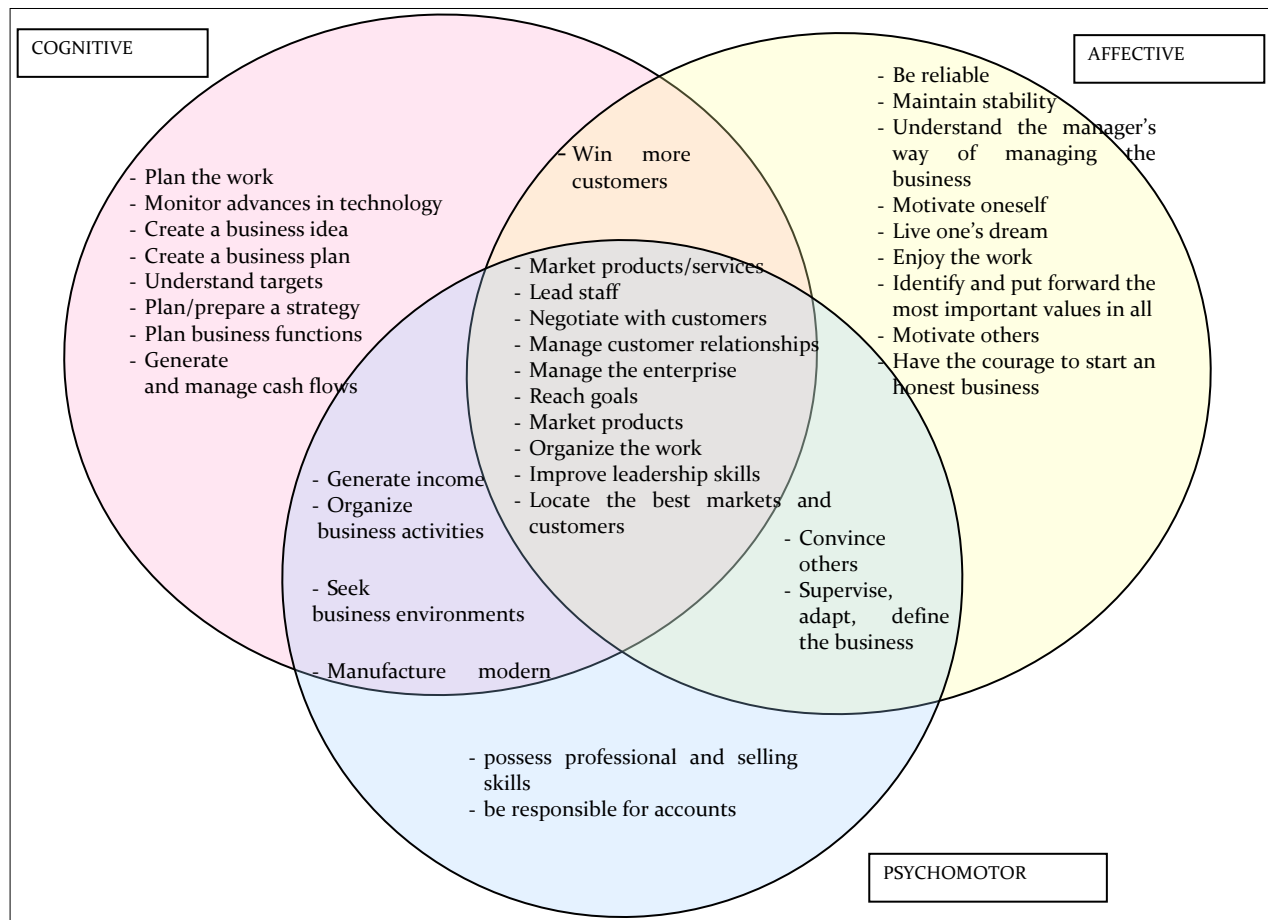 COGNITIVE
AFFECTIVE
- Plan the work
- Monitor advances in technology
- Create a business idea
- Create a business plan
- Understand targets
- Plan/prepare a strategy
- Plan business functions
- Generate
and manage cash flows
- Win more
customers
- Be reliable
- Maintain stability
- Understand the manager's
way of managing the
business
- Motivate oneself
- Live one's dream
- Enjoy the work
- Identify and put forward the
most important values in all
- Motivate others
- Have the courage to start an
honest business
- Market products/services
- Lead staff
- Negotiate with customers
- Manage customer relationships
- Manage the enterprise
- Reach goals
- Market products
- Organize the work
- Improve leadership skills
- Locate the best markets and
customers
- Generate income
- Organize
business activities
- Seek
business environments
- Manufacture modern
- Convince
others
- Supervise,
adapt, define
the business
- possess professional and selling
skills
- be responsible for accounts
PSYCHOMOTOR